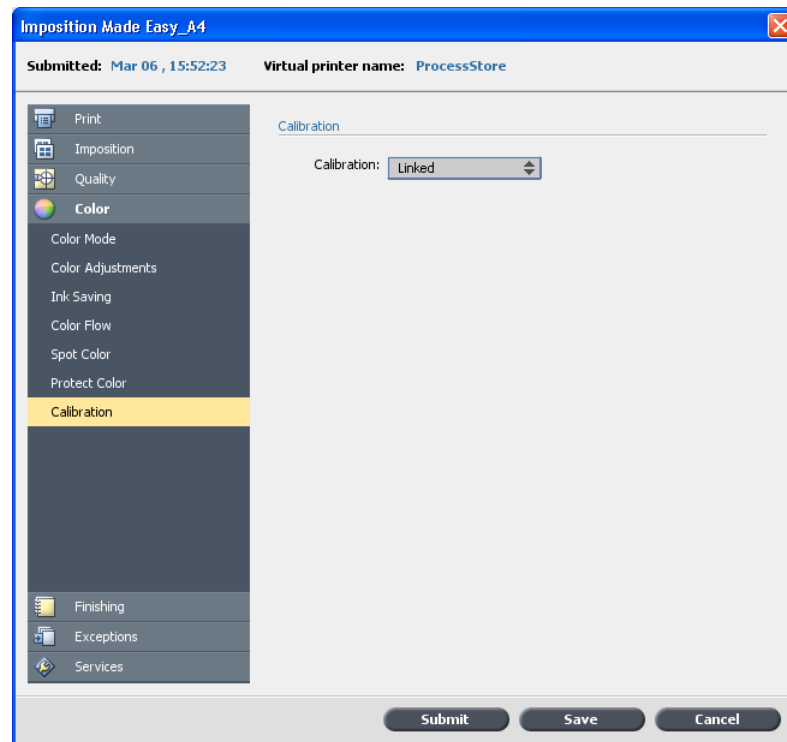 Imposition Made Easy_A4
Submitted: Mar 06 , 15:52:23 Virtual printer name: ProcessStore
Print
Imposition
Quality
Color
Color Mode
Color Adjustments
Ink Saving
Color Flow
Spot Color
Protect Color
Calibration
Finishing
Exceptions
Services
Calibration
Calibration: Linked
Submit Save Cancel